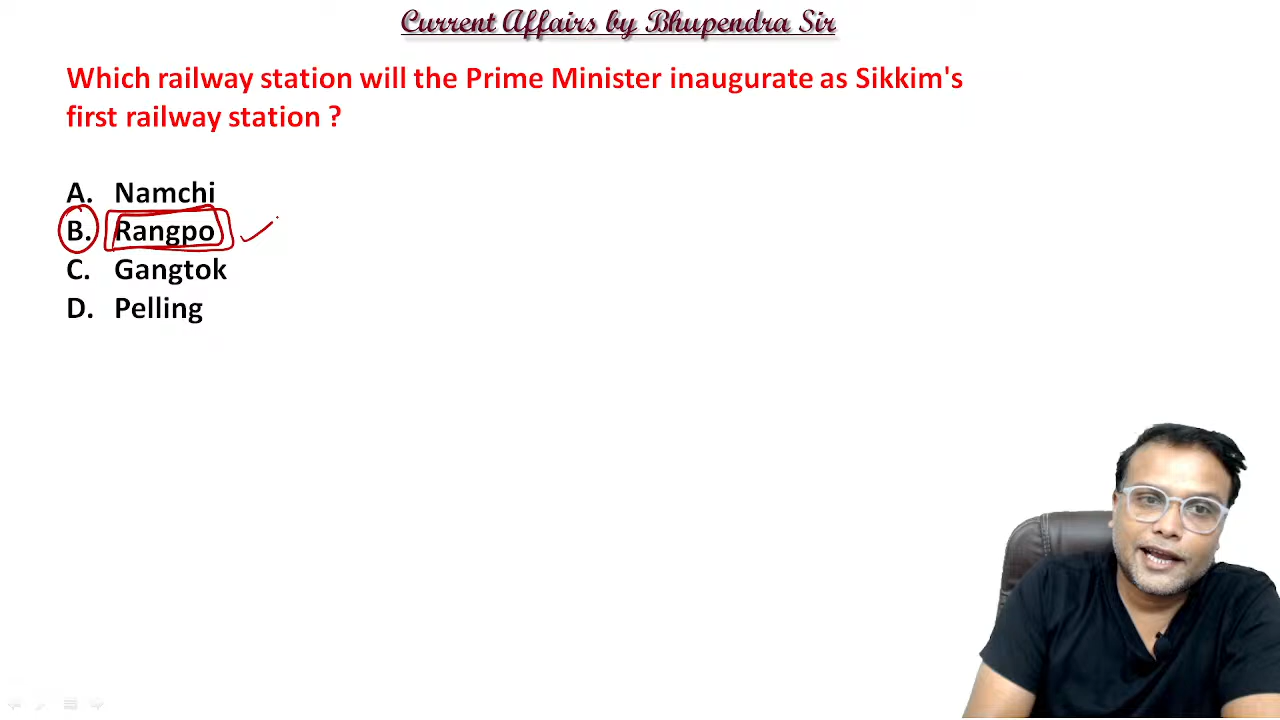 Current Affairs by Bhupendra Sir
Which railway station will the Prime Minister inaugurate as Sikkim's
first railway station ?
A. Namchi
B. Rangpo
C. Gangtok
D. Pelling